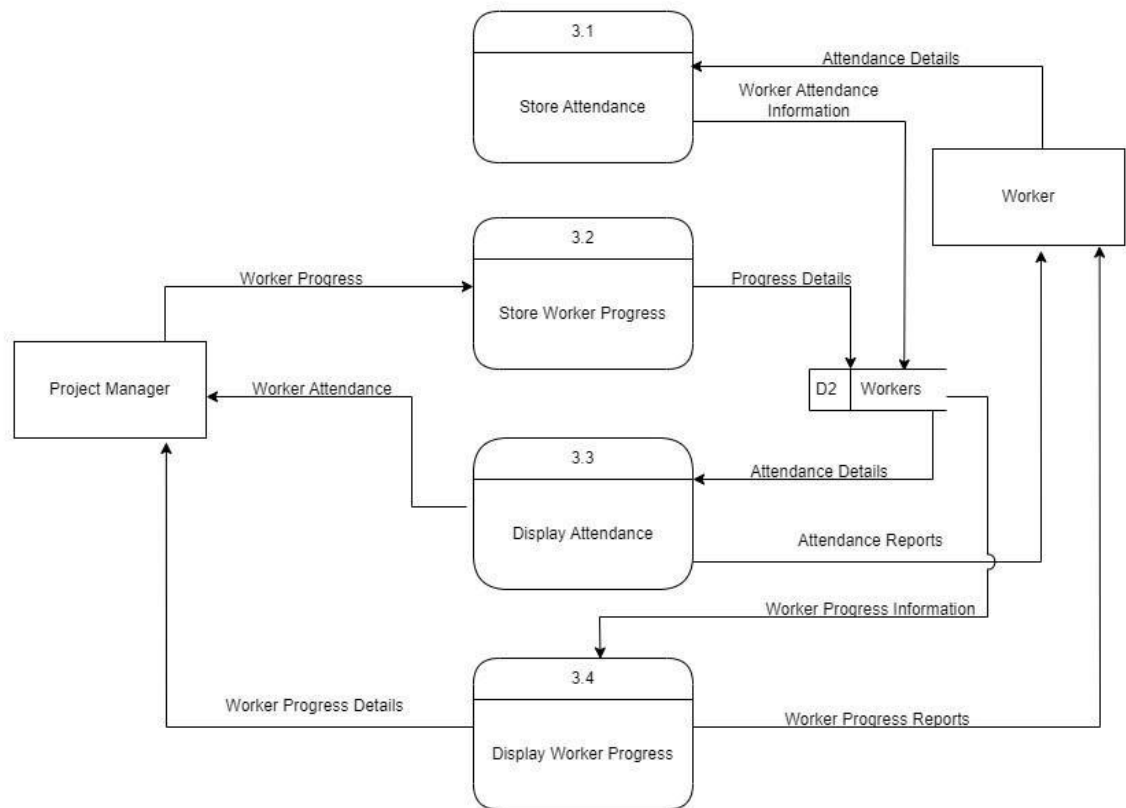 3.1
Attendance Details
Store Attendance
Worker Attendance
Information
Worker
3.2
Worker Progress
Progress Details
Store Worker Progress
Project Manager
Worker Attendance
D2
Workers
3.3
Attendance Details
Display Attendance
Attendance Reports
Worker Progress Information
3.4
Worker Progress Details
Worker Progress Reports
Display Worker Progress